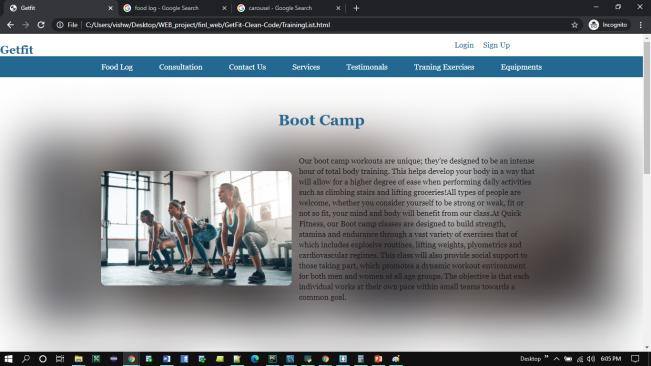 Getfit
food log - Google Search
carousel - Google Search
File
C:/Users/vishw/Desktop/WEB_project/finl_web/GetFit-Clean-Code/TrainingList.html
Incognito
Getfit
Login Sign Up
Food Log Consultation Contact Us Services Testimonals Traning Exercises Equipments
Boot Camp
Our boot camp workouts are unique; they're designed to be an intense
hour of total body training. This helps develop your body in a way that
will allow for a higher degree of ease when performing daily activities
such as climbing stairs and lifting groceries!All types of people are
welcome, whether you consider yourself to be strong or weak, fit or
not so fit, your mind and body will benefit from our class.At Quick
Fitness, our Boot camp classes are designed to build strength,
stamina and endurance through a vast variety of exercises that of
which includes explosive routines, lifting weights, plyometrics and
cardiovascular regimes. This class will also provide social support to
those taking part, which promotes a dynamic workout environment
for both men and women of all age groups. The objective is that each
individual works at their own pace within small teams towards a
common goal.
Desktop 6:05 PM